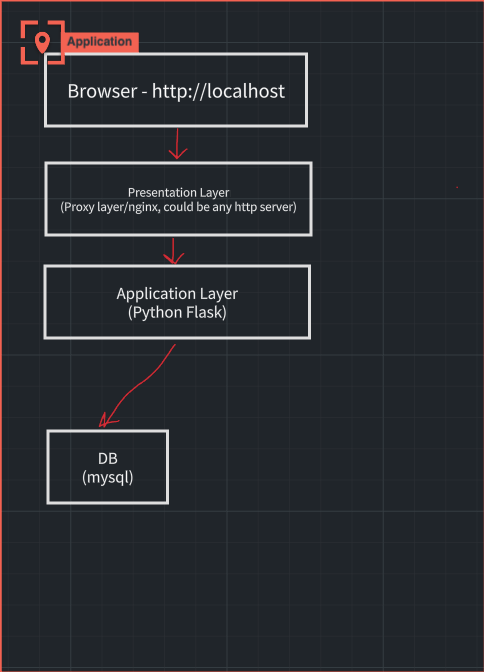 Application
Browser - http://localhost
Presentation Layer
(Proxy layer/nginx, could be any http server)
Application Layer
(Python Flask)
DB
(mysql)